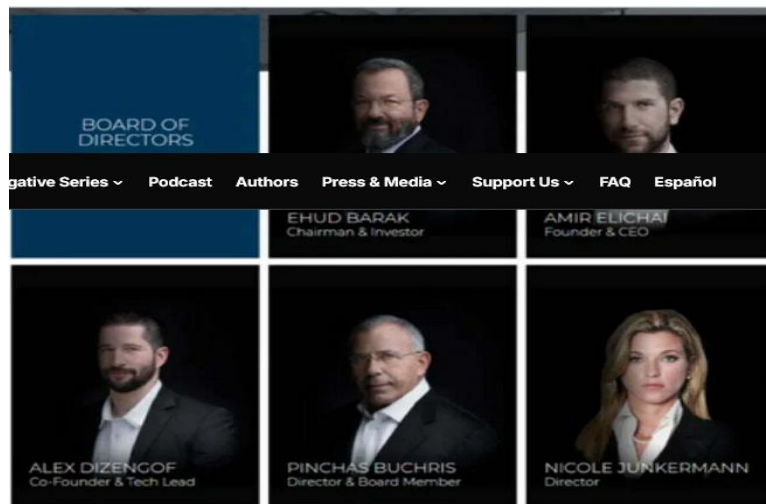 BOARD OF
DIRECTORS
gative Series Podcast Authors Press & Media Support Us FAQ Español
EHUD BARAK
Chairman & Investor
AMIR ELICHAI
Founder & CEO
ALEX DIZENGOF
Co-Founder & Tech Lead
PINCHAS BUCHRIS
Director & Board Member
NICOLE JUNKERMANN
Director